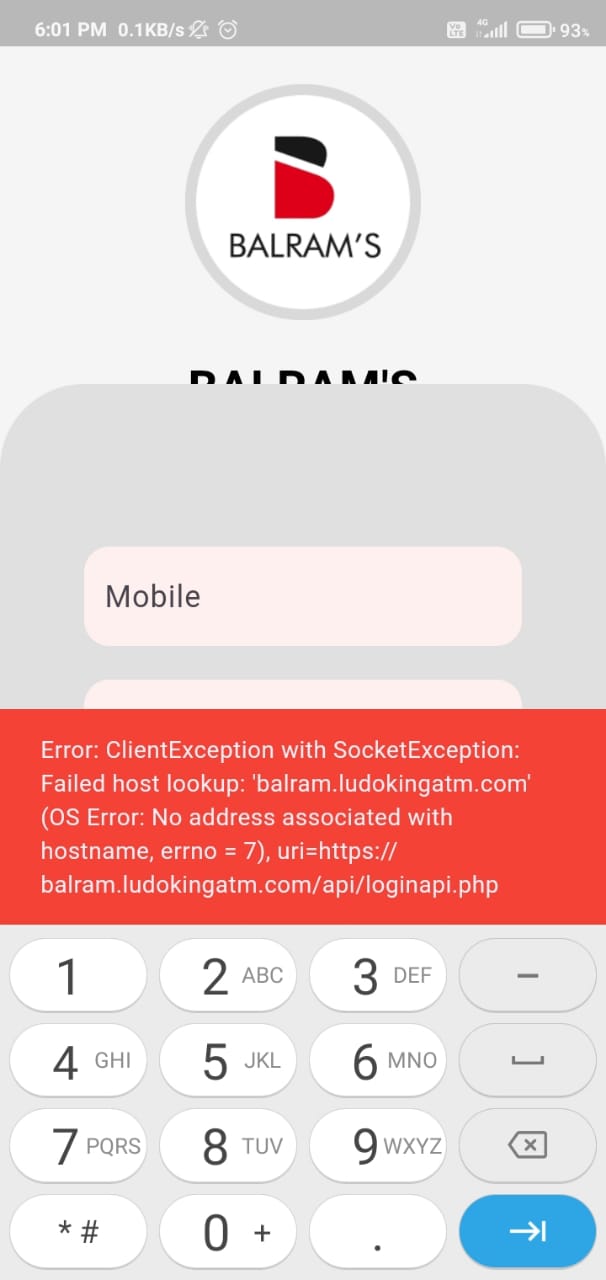 6:01 PM 0.1KB/s
Vo LTE 4G 93%
BALRAM'S
BALRAM'S
Mobile
Error: ClientException with SocketException:
Failed host lookup: 'balram.ludokingatm.com'
(OS Error: No address associated with
hostname, errno = 7), uri=https://
balram.ludokingatm.com/api/loginapi.php
1 2 ABC 3 DEF –
4 GHI 5 JKL 6 MNO
7 PQRS 8 TUV 9 WXYZ
* # 0 + .